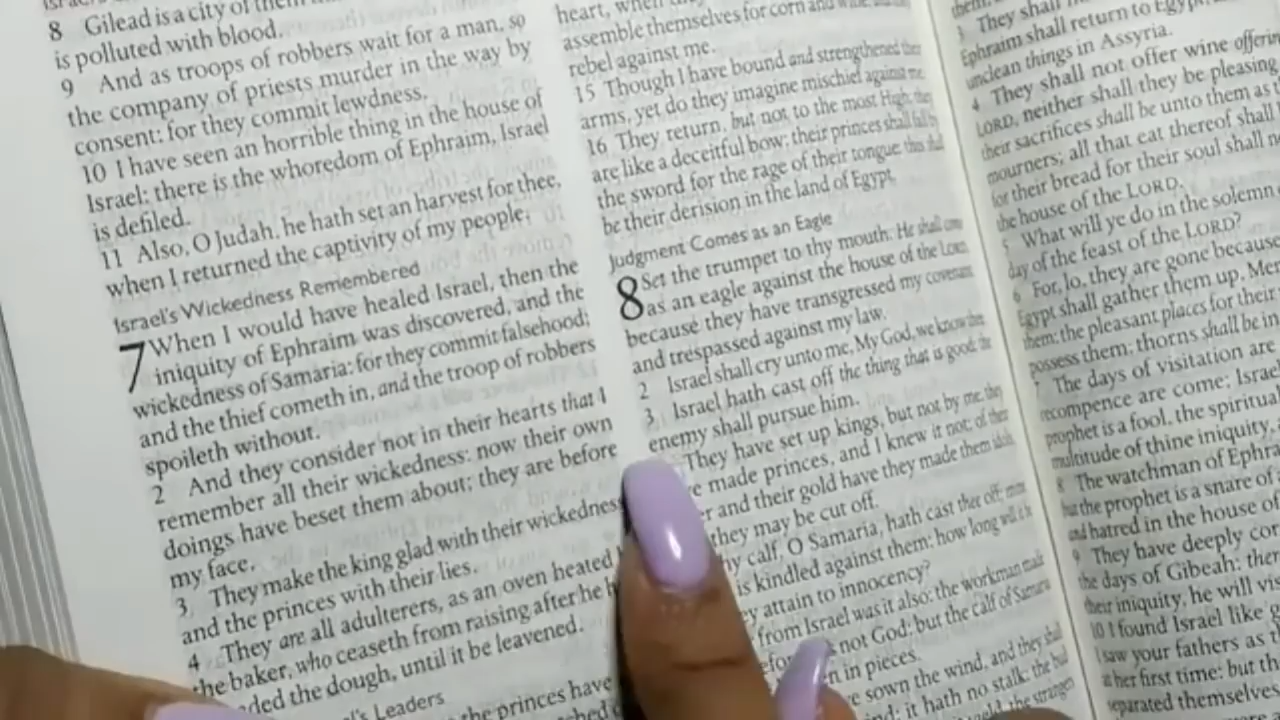 8 Gilead is a city of them
is polluted with blood.
9 And as troops of robbers wait for a man, so
the company of priests murder in the way by
consent: for they commit lewdness.
10 I have seen an horrible thing in the house of
Israel: there is the whoredom of Ephraim, Israel
is defiled.
11 Also, O Judah, he hath set an harvest for thee,
when I returned the captivity of my people.
Israel's Wickedness Remembered
7 When I would have healed Israel, then the
iniquity of Ephraim was discovered, and the
wickedness of Samaria: for they commit falsehood;
and the thief cometh in, and the troop of robbers
spoileth without.
2 And they consider not in their hearts that I
remember all their wickedness: now their own
doings have beset them about; they are before
my face.
3 They make the king glad with their wickedness
and the princes with their lies.
4 They are all adulterers, as an oven heated
the baker, who ceaseth from raising after he
ded the dough, until it be leavened.
l's Leaders
the princes have
heart, when they
assemble themselves for corn and wine, and
rebel against me.
15 Though I have bound and strengthened their
arms, yet do they imagine mischief against me.
16 They return, but not to the most High: they
are like a deceitful bow: their princes shall fall by
the sword for the rage of their tongue: this shall
be their derision in the land of Egypt.
Judgment Comes as an Eagle
8 Set the trumpet to thy mouth. He shall come
as an eagle against the house of the LORD,
because they have transgressed my covenant,
and trespassed against my law.
2 Israel shall cry unto me, My God, we know thee.
3 Israel hath cast off the thing that is good: the
enemy shall pursue him.
They have set up kings, but not by me: they
made princes, and I knew it not: of their
and their gold have they made them idols,
they may be cut off.
calf, O Samaria, hath cast thee off; mine
is kindled against them: how long will it
attain to innocency?
from Israel was it also: the workman made
not God: but the calf of Samaria
in pieces.
sown the wind, and they shall
it hath no stalk: the bud
the strangers
3 They shall
Ephraim shall return to Egypt,
unclean things in Assyria.
4 They shall not offer wine offerings
LORD, neither shall they be pleasing
their sacrifices shall be unto them as
mourners; all that eat thereof shall
for their bread for their soul shall n
the house of the LORD.
What will ye do in the solemn
day of the feast of the LORD?
6 For, lo, they are gone because
Egypt shall gather them up, Mem
them: the pleasant places for their
possess them: thorns shall be in
The days of visitation are
recompence are come; Israel
prophet is a fool, the spiritual
multitude of thine iniquity,
The watchman of Ephra
but the prophet is a snare of a
and hatred in the house of
9 They have deeply cor
the days of Gibeah: ther
their iniquity, he will vis
10 I found Israel like g
I saw your fathers as t
at her first time: but th
separated themselves